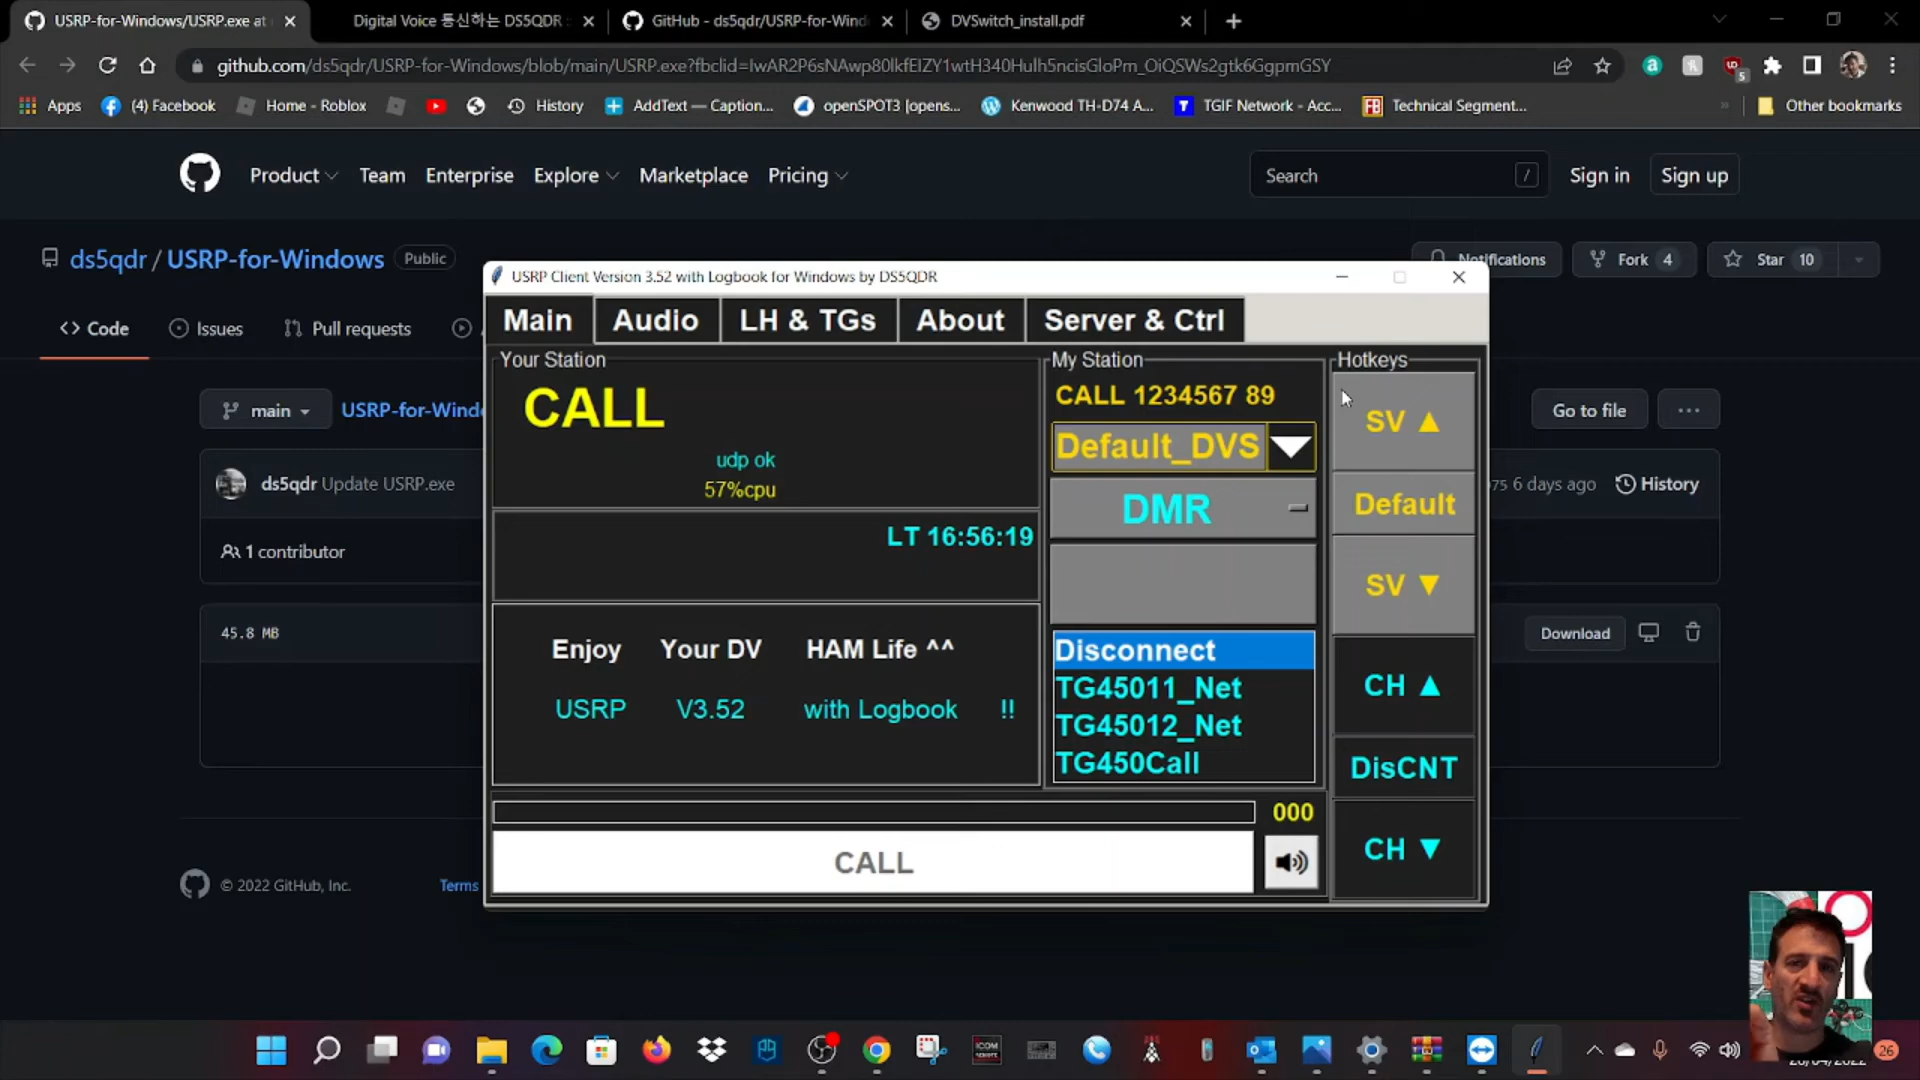 USRP-for-Windows/USRP.exe at
Digital Voice 통신하는 DS5QDR
GitHub - ds5qdr/USRP-for-Wind
DVSwitch_install.pdf
github.com/ds5qdr/USRP-for-Windows/blob/main/USRP.exe?fbclid=IwAR2P6sNAwp80lkfEIZY1wtH340Hulh5ncisGloPm_OiQSWs2gtk6GgpmGSY
5
Apps
(4) Facebook
Home - Roblox
History
AddText — Caption...
openSPOT3 [opens...
Kenwood TH-D74 A...
TGIF Network - Acc...
Technical Segment...
Other bookmarks
Product
Team
Enterprise
Explore
Marketplace
Pricing
Search
/
Sign in
Sign up
ds5qdr / USRP-for-Windows
Public
Notifications
Fork 4
Star 10
<> Code
Issues
Pull requests
USRP Client Version 3.52 with Logbook for Windows by DS5QDR
Main
Audio
LH & TGs
About
Server & Ctrl
Your Station
CALL
udp ok
57%cpu
LT 16:56:19
Enjoy Your DV HAM Life ^^
USRP V3.52 with Logbook !!
My Station
CALL 1234567 89
Default_DVS
DMR
Disconnect
TG45011_Net
TG45012_Net
TG450Call
000
CALL
Hotkeys
SV ▲
Default
SV ▼
CH ▲
DisCNT
CH ▼
main
USRP-for-Wind
Go to file
...
ds5qdr Update USRP.exe
6 days ago
History
1 contributor
45.8 MB
Download
© 2022 GitHub, Inc.
Terms
26